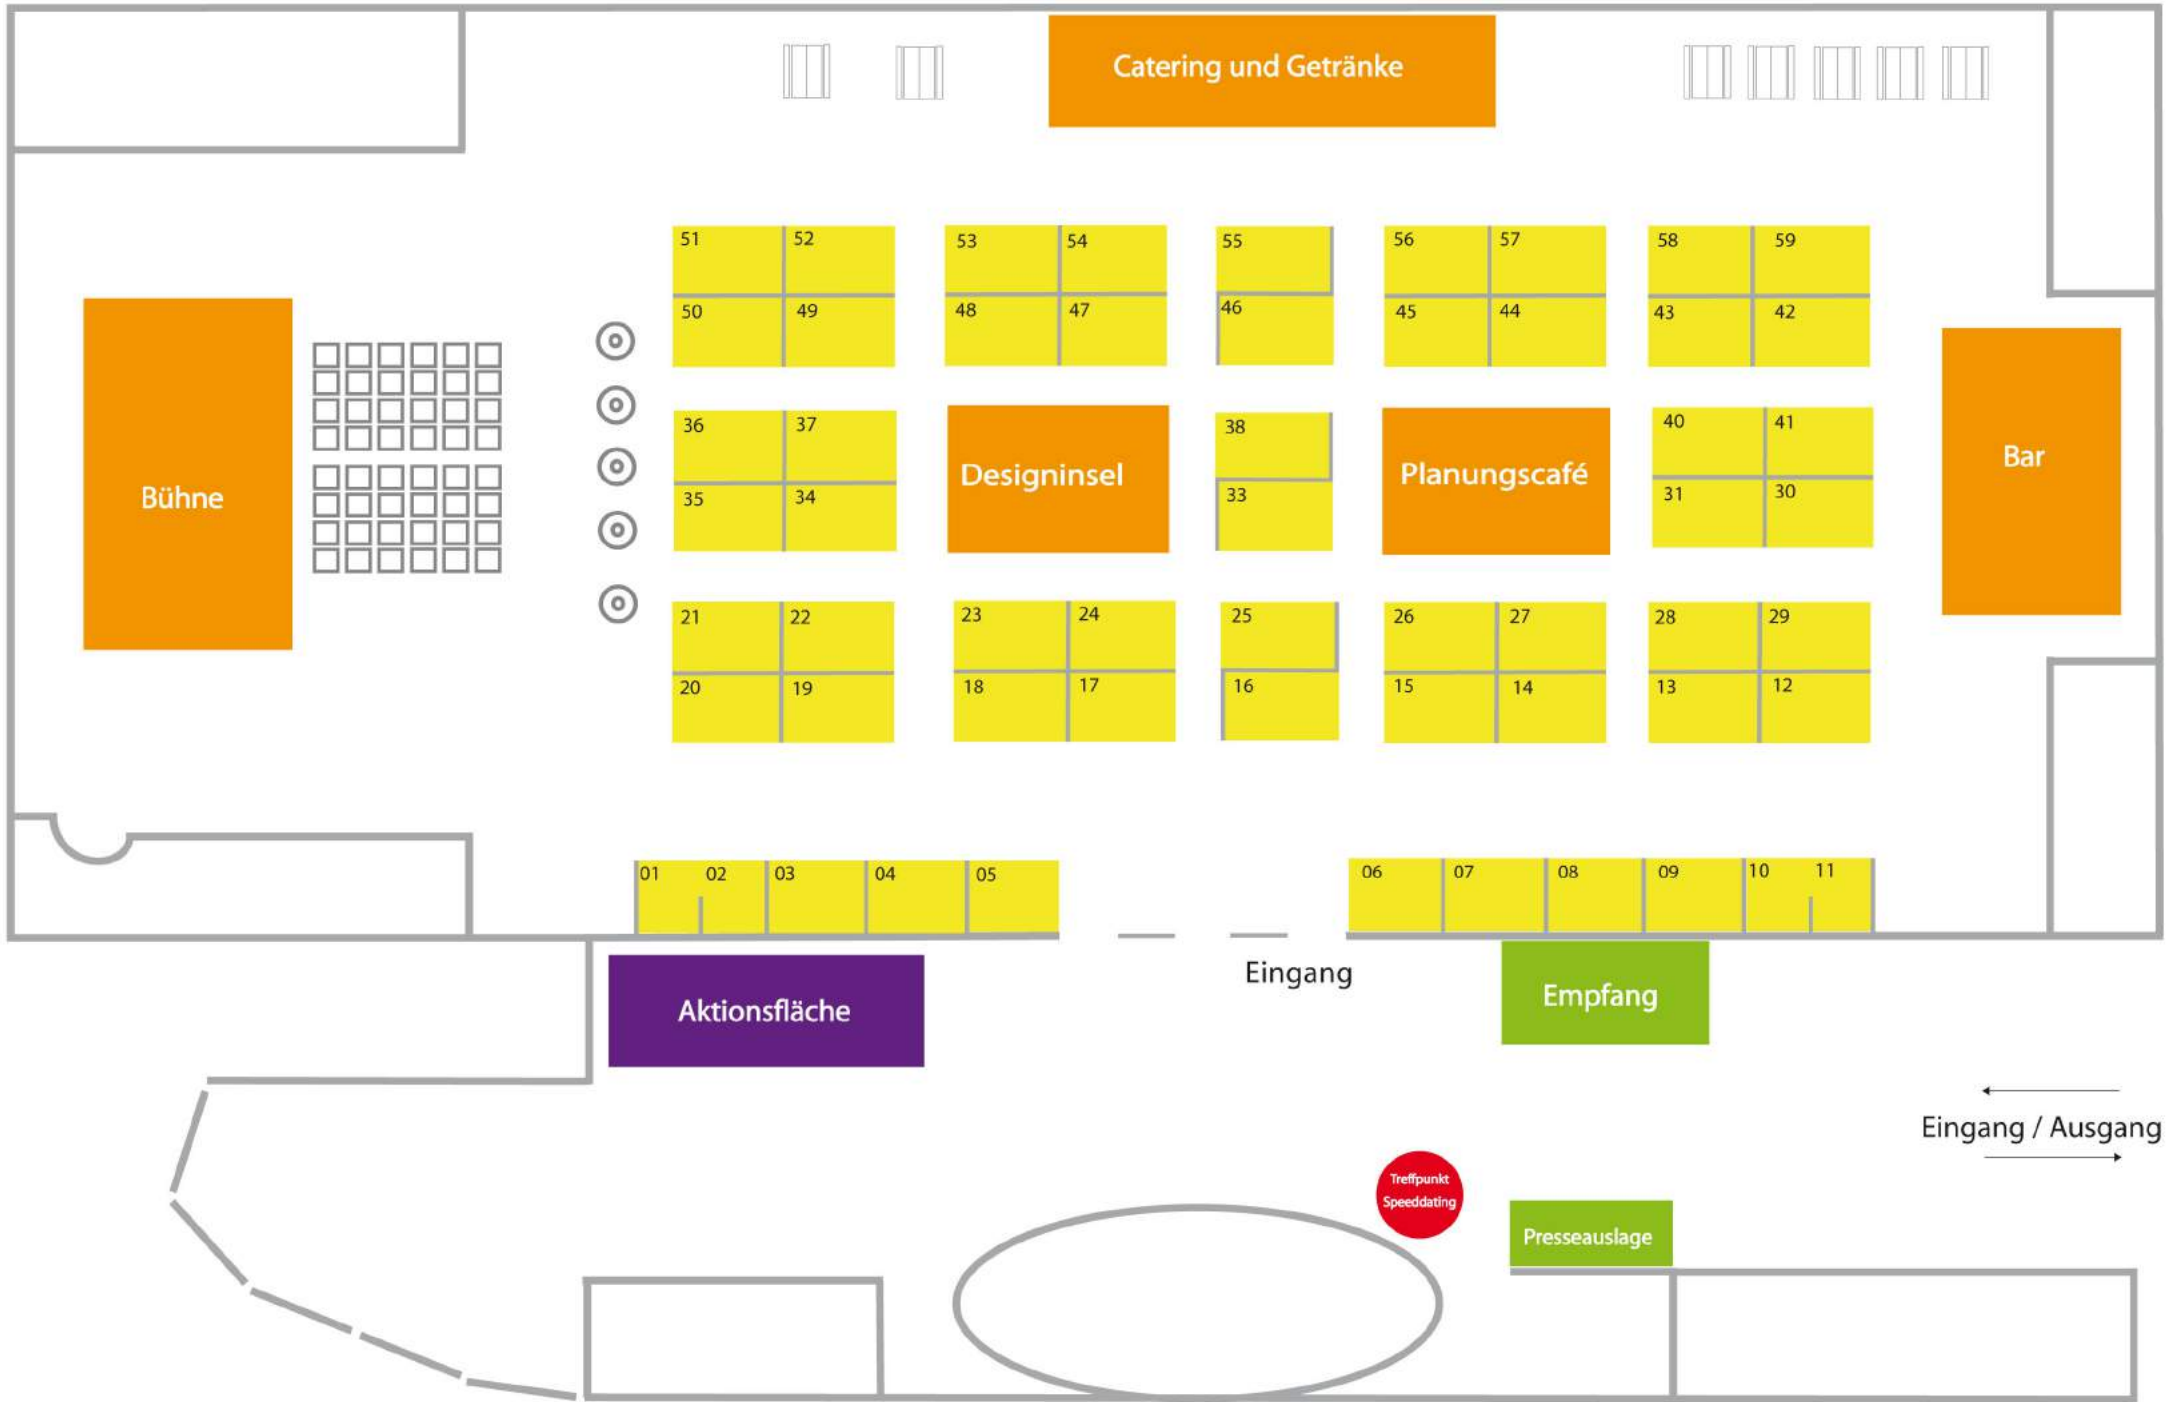 Catering und Getränke
51 52 53 54 55 56 57 58 59
50 49 48 47 46 45 44 43 42
Bühne
36 37 38 40 41
Designinsel
Planungscafé
Bar
35 34 33 31 30
21 22 23 24 25 26 27 28 29
20 19 18 17 16 15 14 13 12
01 02 03 04 05 06 07 08 09 10 11
Eingang
Aktionsfläche
Empfang
Eingang / Ausgang
Treffpunkt
Speeddating
Presseauslage